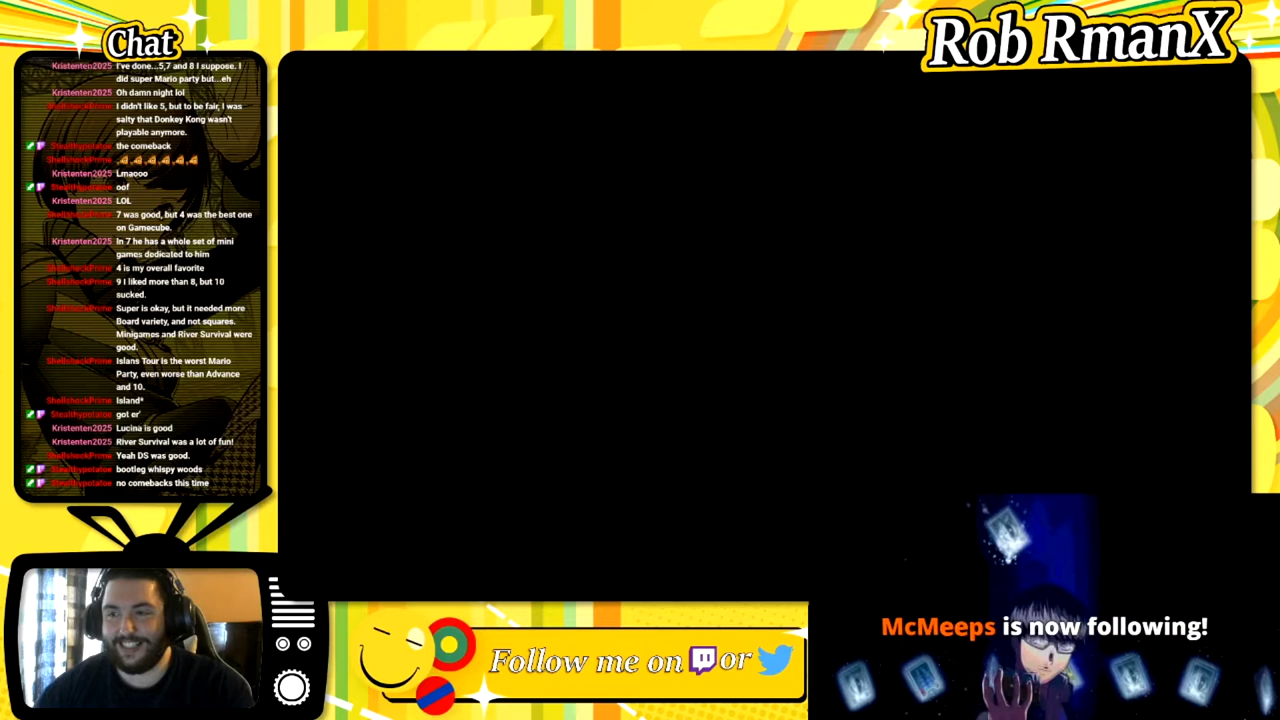 Chat
Rob RmanX
Kristenten2025 I've done...5,7 and 8 I suppose. I
did super Mario party but...eh
Kristenten2025 Oh damn night lol
ShellshockPrime I didn't like 5, but to be fair, I was
salty that Donkey Kong wasn't
playable anymore.
Stealthypotatoe the comeback
ShellshockPrime
Kristenten2025 Lmaooo
Stealthypotatoe oof
Kristenten2025 LOL
ShellshockPrime 7 was good, but 4 was the best one
on Gamecube.
Kristenten2025 In 7 he has a whole set of mini
games dedicated to him
ShellshockPrime 4 is my overall favorite
ShellshockPrime 9 I liked more than 8, but 10
sucked.
ShellshockPrime Super is okay, but it needed more
Board variety, and not squares.
Minigames and River Survival were
good.
ShellshockPrime Islans Tour is the worst Mario
Party, even worse than Advance
and 10.
ShellshockPrime Island*
Stealthypotatoe got er'
Kristenten2025 Lucina is good
Kristenten2025 River Survival was a lot of fun!
ShellshockPrime Yeah DS was good.
Stealthypotatoe bootleg whispy woods
Stealthypotatoe no comebacks this time
Follow me on or
McMeeps is now following!